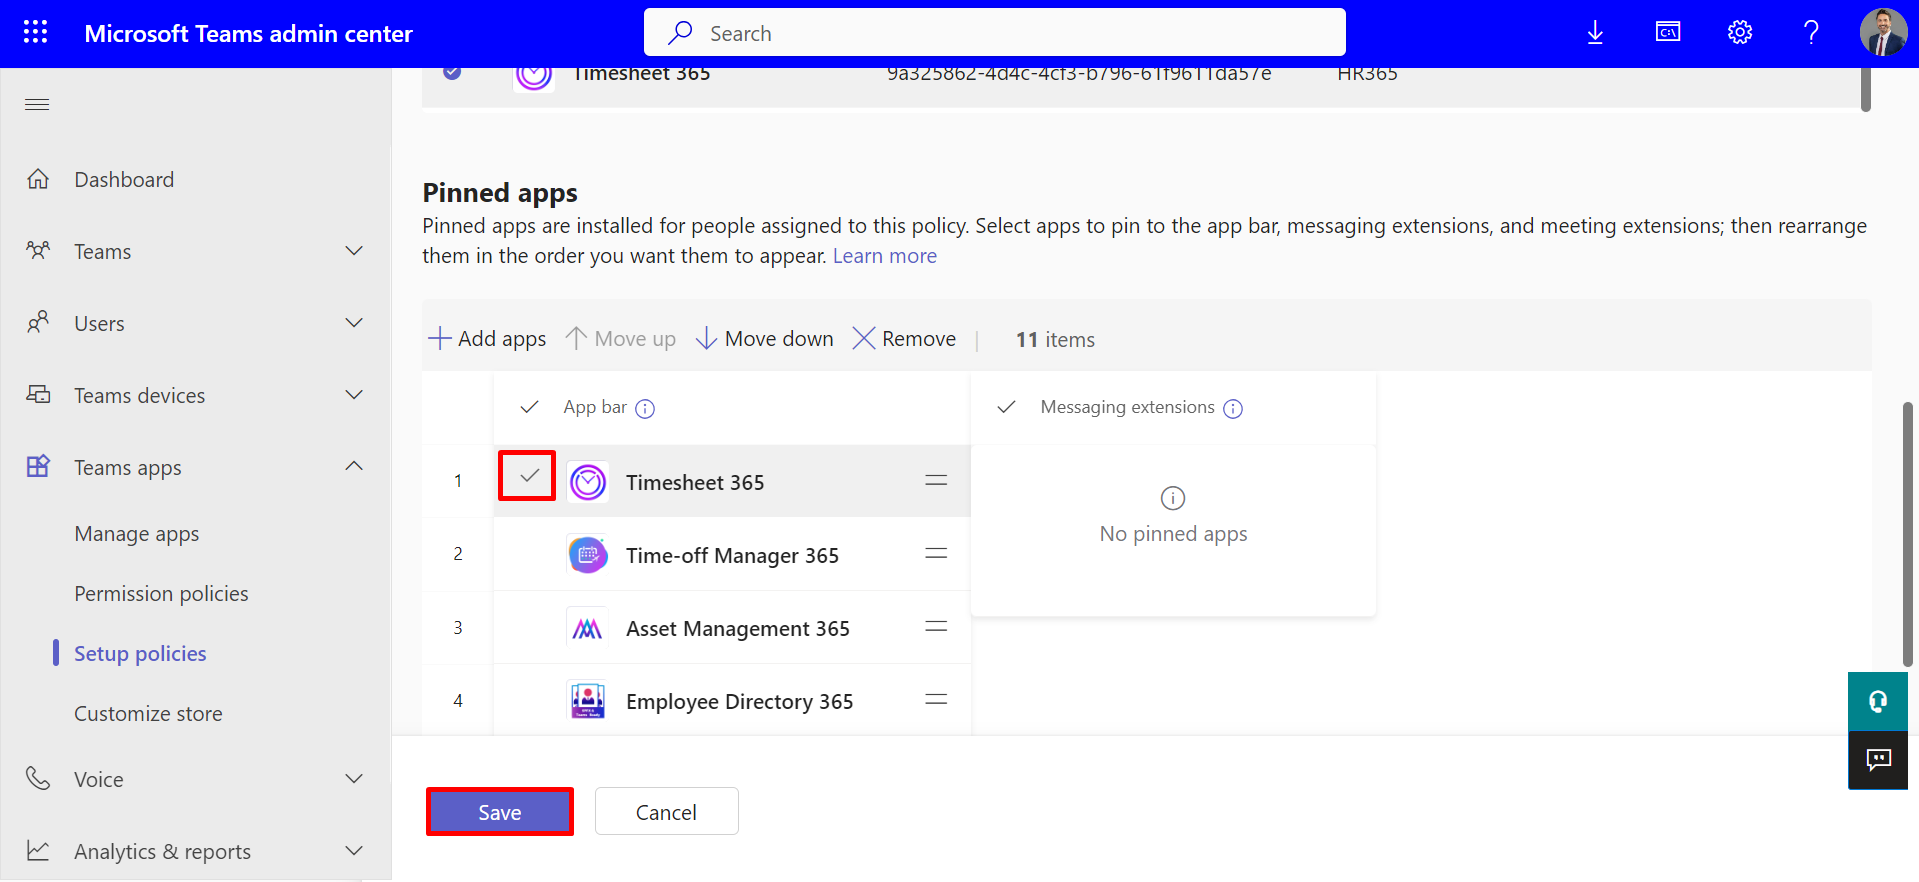 Microsoft Teams admin center
Search
Timesheet 365 9a325862-4d4c-4cf3-b796-61f9611da57e HR365
Dashboard
Teams
Users
Teams devices
Teams apps
Manage apps
Permission policies
Setup policies
Customize store
Voice
Analytics & reports
Pinned apps
Pinned apps are installed for people assigned to this policy. Select apps to pin to the app bar, messaging extensions, and meeting extensions; then rearrange
them in the order you want them to appear. Learn more
Add apps Move up Move down Remove | 11 items
App bar Messaging extensions
1 Timesheet 365
No pinned apps
2 Time-off Manager 365
3 Asset Management 365
4 Employee Directory 365
Save Cancel